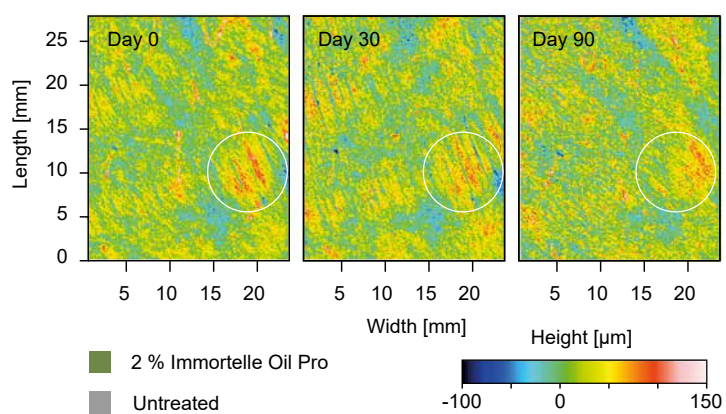 Day 0
Day 30
Day 90
25
20
15
10
5
0
Length [mm]
5 10 15 20
5 10 15 20
5 10 15 20
Width [mm]
Height [µm]
2 % Immortelle Oil Pro
Untreated
-100 0 150